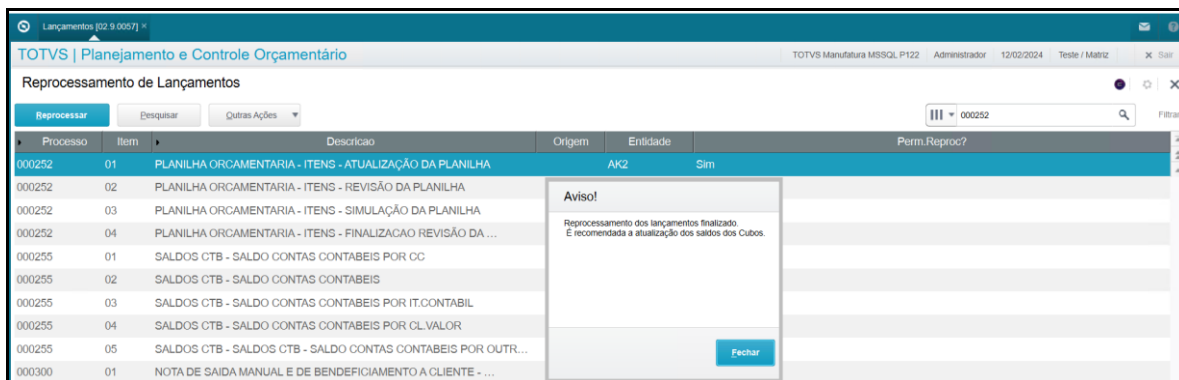 Lançamentos [02.9.0057] ×
TOTVS | Planejamento e Controle Orçamentário
TOTVS Manufatura MSSQL P122 Administrador 12/02/2024 Teste / Matriz × Sair
Reprocessamento de Lançamentos
Reprocessar Pesquisar Outras Ações 000252 Filtrar
Processo Item Descricao Origem Entidade Perm.Reproc?
000252 01 PLANILHA ORCAMENTARIA - ITENS - ATUALIZAÇÃO DA PLANILHA AK2 Sim
000252 02 PLANILHA ORCAMENTARIA - ITENS - REVISÃO DA PLANILHA
000252 03 PLANILHA ORCAMENTARIA - ITENS - SIMULAÇÃO DA PLANILHA
000252 04 PLANILHA ORCAMENTARIA - ITENS - FINALIZACAO REVISÃO DA ...
000255 01 SALDOS CTB - SALDO CONTAS CONTABEIS POR CC
000255 02 SALDOS CTB - SALDO CONTAS CONTABEIS
000255 03 SALDOS CTB - SALDO CONTAS CONTABEIS POR IT.CONTABIL
000255 04 SALDOS CTB - SALDO CONTAS CONTABEIS POR CL.VALOR
000255 05 SALDOS CTB - SALDOS CTB - SALDO CONTAS CONTABEIS POR OUTR...
000300 01 NOTA DE SAIDA MANUAL E DE BENDEFICIAMENTO A CLIENTE - ...
Aviso!
Reprocessamento dos lançamentos finalizado.
É recomendada a atualização dos saldos dos Cubos.
Fechar